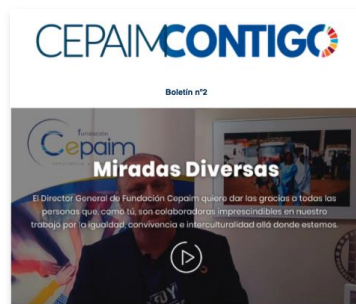 CEPAIMCONTIGO
Boletín nº2
Fundación
Cepaim
Miradas Diversas
El Director General de Fundación Cepaim quiere dar las gracias a todas las
personas que, como tú, son colaboradoras imprescindibles en nuestro
trabajo por la igualdad, convivencia e interculturalidad allá donde estemos.